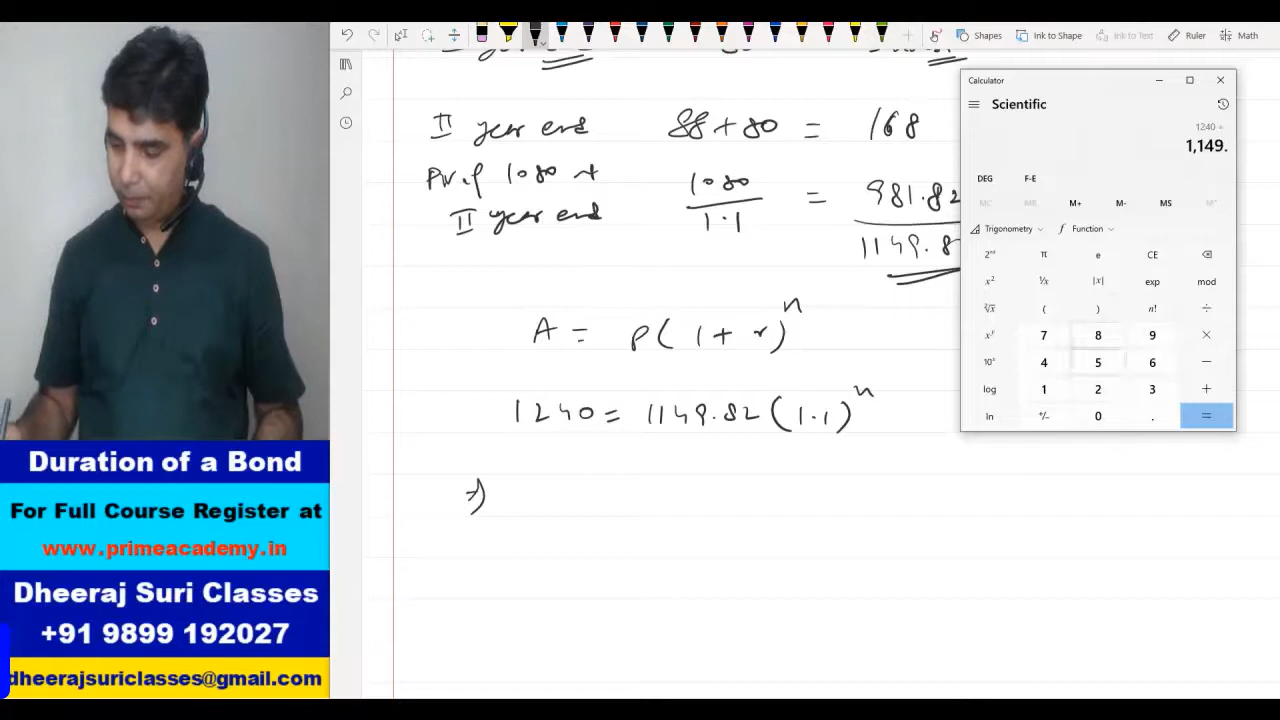 Shapes Ink to Shape Ink to Text Ruler Math
II year end 88 + 80 = 168
P.V. of 1080 at 1080
II year end 1.1 = 981.82
1149.8
A = P(1 + r)^n
1240 = 1149.82 (1.1)^n
=>
Calculator
Scientific
1240 ÷
1,149.
DEG F-E
MC MR M+ M- MS M˅
Trigonometry Function
2ⁿᵈ π e CE
x² ¹/x |x| exp mod
²√x ( ) n! ÷
xʸ 7 8 9 ×
10ˣ 4 5 6 −
log 1 2 3 +
ln +/− 0 . =
Duration of a Bond
For Full Course Register at
www.primeacademy.in
Dheeraj Suri Classes
+91 9899 192027
dheerajsuriclasses@gmail.com